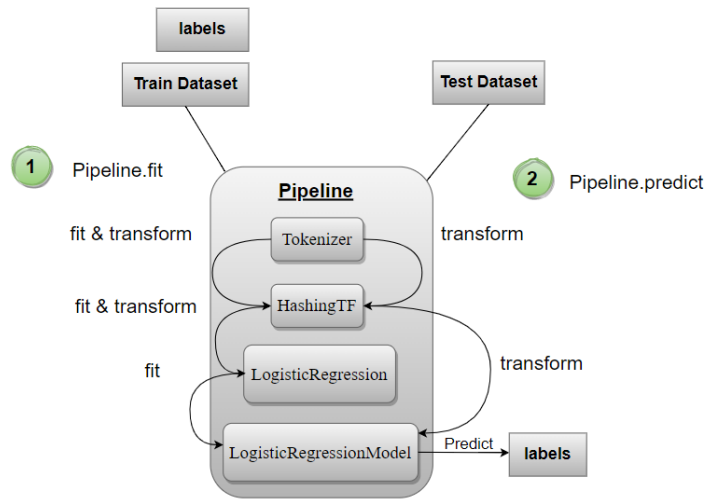 labels
Train Dataset
Test Dataset
1
Pipeline.fit
2
Pipeline.predict
Pipeline
fit & transform
Tokenizer
transform
fit & transform
HashingTF
fit
LogisticRegression
transform
LogisticRegressionModel
Predict
labels